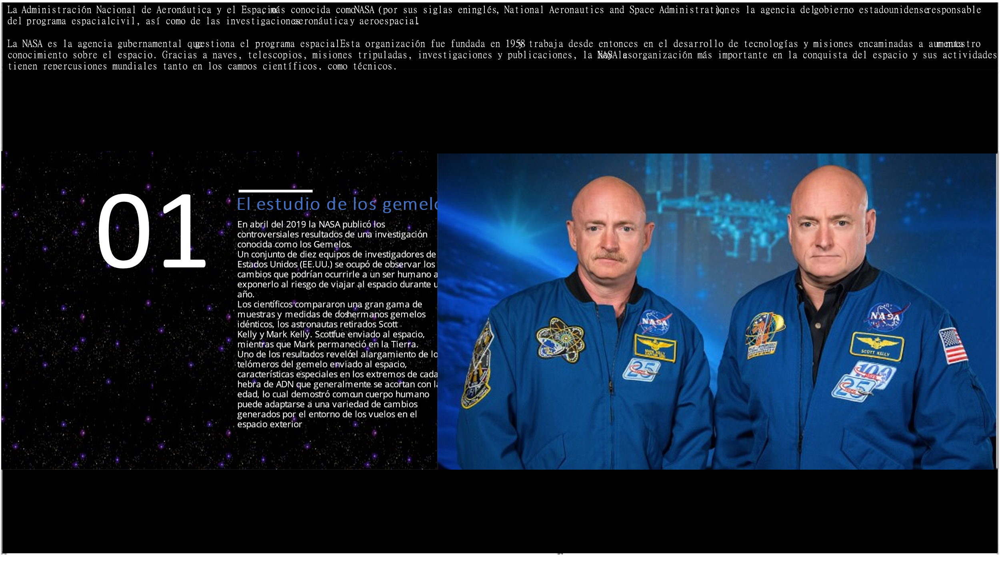 La Administración Nacional de Aeronáutica y el Espacio, más conocida como NASA (por sus siglas en inglés, National Aeronautics and Space Administration), es la agencia del gobierno estadounidense responsable
del programa espacial civil, así como de las investigaciones aeronáutica y aeroespacial.
La NASA es la agencia gubernamental que gestiona el programa espacial. Esta organización fue fundada en 1958 y trabaja desde entonces en el desarrollo de tecnologías y misiones encaminadas a aumentar nuestro
conocimiento sobre el espacio. Gracias a naves, telescopios, misiones tripuladas, investigaciones y publicaciones, la NASA es hoy la organización más importante en la conquista del espacio y sus actividades
tienen repercusiones mundiales tanto en los campos científicos, como técnicos.
01
El estudio de los gemelo
En abril del 2019 la NASA publicó los
controversiales resultados de una investigación
conocida como los Gemelos.
Un conjunto de diez equipos de investigadores de
Estados Unidos (EE.UU.) se ocupó de observar los
cambios que podrían ocurrirle a un ser humano a
exponerlo al riesgo de viajar al espacio durante u
año.
Los científicos compararon una gran gama de
muestras y medidas de dos hermanos gemelos
idénticos, los astronautas retirados Scott
Kelly y Mark Kelly. Scott fue enviado al espacio,
mientras que Mark permaneció en la Tierra.
Uno de los resultados reveló el alargamiento de lo
telómeros del gemelo enviado al espacio,
características especiales en los extremos de cada
hebra de ADN que generalmente se acortan con la
edad, lo cual demostró como un cuerpo humano
puede adaptarse a una variedad de cambios
generados por el entorno de los vuelos en el
espacio exterior
NASA
MARK KELLY
25
NASA
SCOTT KELLY
100
25